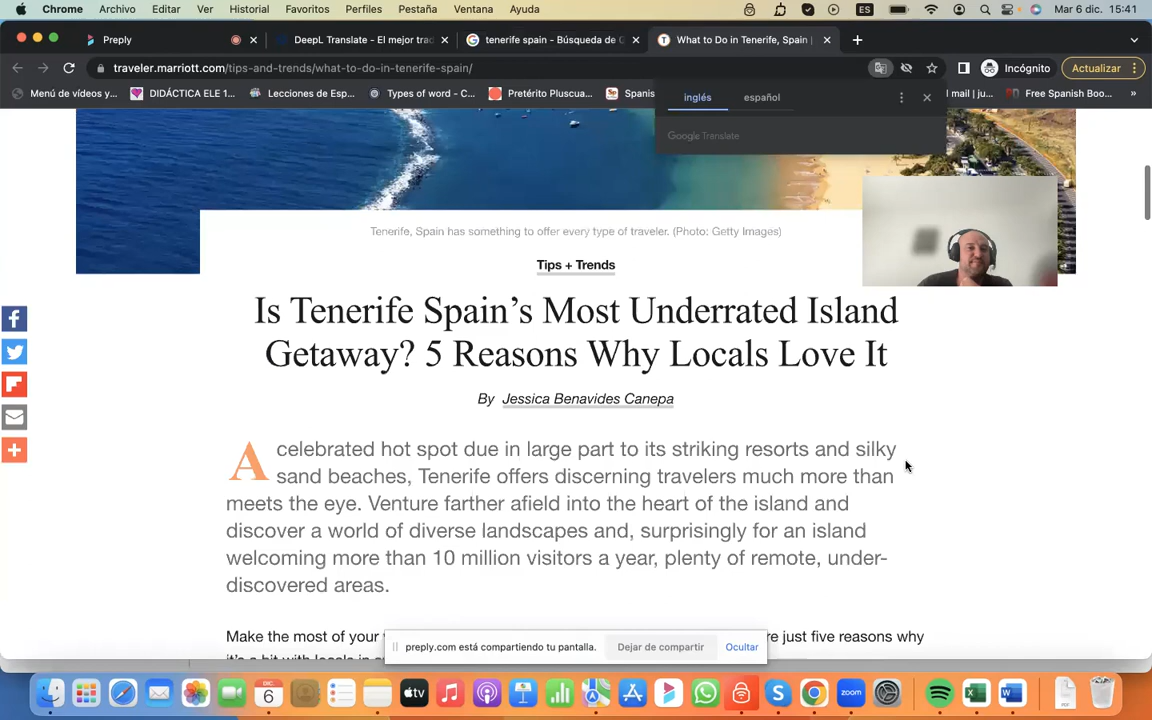 Chrome Archivo Editar Ver Historial Favoritos Perfiles Pestaña Ventana Ayuda ES Mar 6 dic. 15:41
Preply DeepL Translate - El mejor trac tenerife spain - Búsqueda de G What to Do in Tenerife, Spain |
traveler.marriott.com/tips-and-trends/what-to-do-in-tenerife-spain/ Incógnito Actualizar
Menú de vídeos y... DIDÁCTICA ELE 1... Lecciones de Esp... Types of word - C... Pretérito Pluscua... Spanis l mail | ju... Free Spanish Boo... »
inglés español
Google Translate
Tenerife, Spain has something to offer every type of traveler. (Photo: Getty Images)
Tips + Trends
Is Tenerife Spain's Most Underrated Island
Getaway? 5 Reasons Why Locals Love It
By Jessica Benavides Canepa
A celebrated hot spot due in large part to its striking resorts and silky
sand beaches, Tenerife offers discerning travelers much more than
meets the eye. Venture farther afield into the heart of the island and
discover a world of diverse landscapes and, surprisingly for an island
welcoming more than 10 million visitors a year, plenty of remote, under-
discovered areas.
Make the most of your re just five reasons why
preply.com está compartiendo tu pantalla. Dejar de compartir Ocultar
DIC.
6
tv
zoom